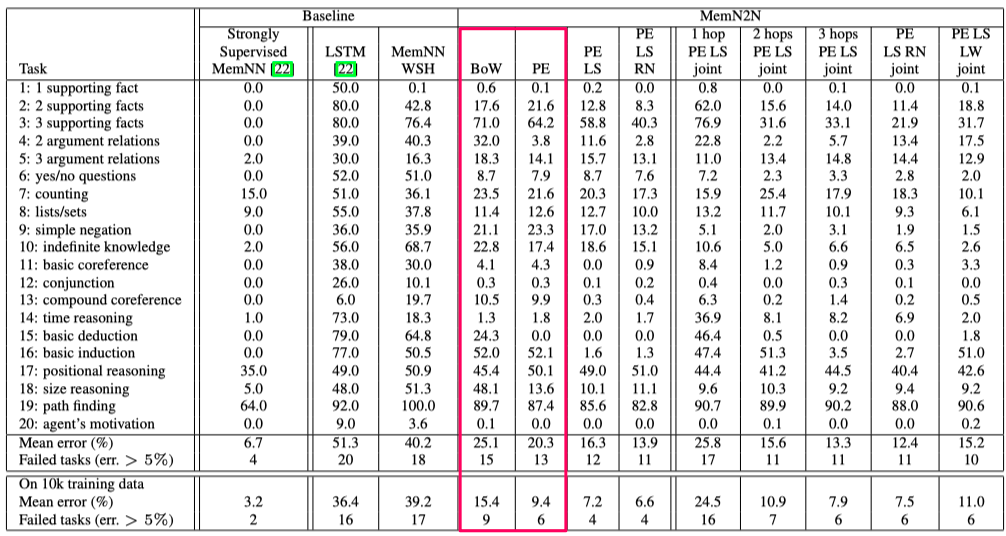 Baseline MemN2N
Strongly PE 1 hop 2 hops 3 hops PE PE LS
Supervised LSTM MemNN PE LS PE LS PE LS PE LS LS RN LW
Task MemNN [22] [22] WSH BoW PE LS RN joint joint joint joint joint
1: 1 supporting fact 0.0 50.0 0.1 0.6 0.1 0.2 0.0 0.8 0.0 0.1 0.0 0.1
2: 2 supporting facts 0.0 80.0 42.8 17.6 21.6 12.8 8.3 62.0 15.6 14.0 11.4 18.8
3: 3 supporting facts 0.0 80.0 76.4 71.0 64.2 58.8 40.3 76.9 31.6 33.1 21.9 31.7
4: 2 argument relations 0.0 39.0 40.3 32.0 3.8 11.6 2.8 22.8 2.2 5.7 13.4 17.5
5: 3 argument relations 2.0 30.0 16.3 18.3 14.1 15.7 13.1 11.0 13.4 14.8 14.4 12.9
6: yes/no questions 0.0 52.0 51.0 8.7 7.9 8.7 7.6 7.2 2.3 3.3 2.8 2.0
7: counting 15.0 51.0 36.1 23.5 21.6 20.3 17.3 15.9 25.4 17.9 18.3 10.1
8: lists/sets 9.0 55.0 37.8 11.4 12.6 12.7 10.0 13.2 11.7 10.1 9.3 6.1
9: simple negation 0.0 36.0 35.9 21.1 23.3 17.0 13.2 5.1 2.0 3.1 1.9 1.5
10: indefinite knowledge 2.0 56.0 68.7 22.8 17.4 18.6 15.1 10.6 5.0 6.6 6.5 2.6
11: basic coreference 0.0 38.0 30.0 4.1 4.3 0.0 0.9 8.4 1.2 0.9 0.3 3.3
12: conjunction 0.0 26.0 10.1 0.3 0.3 0.1 0.2 0.4 0.0 0.3 0.1 0.0
13: compound coreference 0.0 6.0 19.7 10.5 9.9 0.3 0.4 6.3 0.2 1.4 0.2 0.5
14: time reasoning 1.0 73.0 18.3 1.3 1.8 2.0 1.7 36.9 8.1 8.2 6.9 2.0
15: basic deduction 0.0 79.0 64.8 24.3 0.0 0.0 0.0 46.4 0.5 0.0 0.0 1.8
16: basic induction 0.0 77.0 50.5 52.0 52.1 1.6 1.3 47.4 51.3 3.5 2.7 51.0
17: positional reasoning 35.0 49.0 50.9 45.4 50.1 49.0 51.0 44.4 41.2 44.5 40.4 42.6
18: size reasoning 5.0 48.0 51.3 48.1 13.6 10.1 11.1 9.6 10.3 9.2 9.4 9.2
19: path finding 64.0 92.0 100.0 89.7 87.4 85.6 82.8 90.7 89.9 90.2 88.0 90.6
20: agent's motivation 0.0 9.0 3.6 0.1 0.0 0.0 0.0 0.0 0.1 0.0 0.0 0.2
Mean error (%) 6.7 51.3 40.2 25.1 20.3 16.3 13.9 25.8 15.6 13.3 12.4 15.2
Failed tasks (err. > 5%) 4 20 18 15 13 12 11 17 11 11 11 10
On 10k training data
Mean error (%) 3.2 36.4 39.2 15.4 9.4 7.2 6.6 24.5 10.9 7.9 7.5 11.0
Failed tasks (err. > 5%) 2 16 17 9 6 4 4 16 7 6 6 6